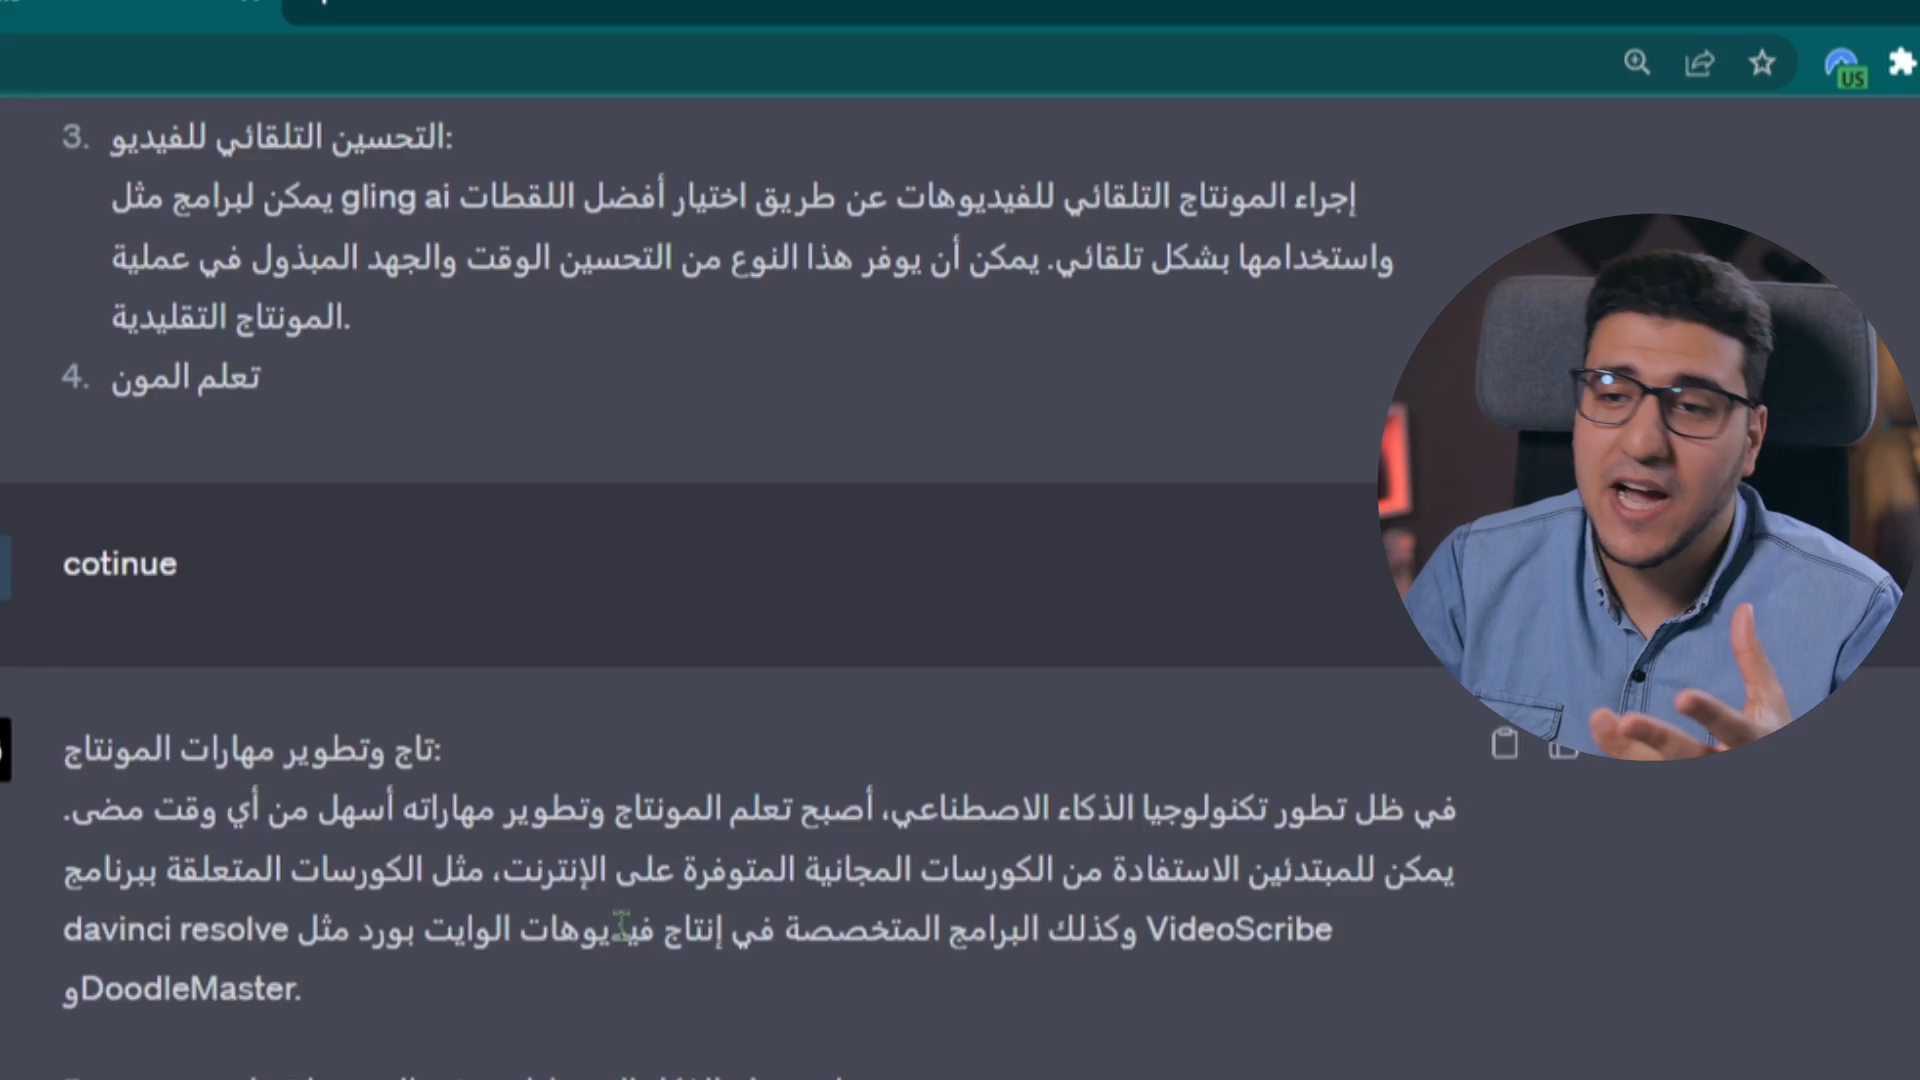 US
3. التحسين التلقائي للفيديو:
يمكن لبرامج مثل gling ai إجراء المونتاج التلقائي للفيديوهات عن طريق اختيار أفضل اللقطات
واستخدامها بشكل تلقائي. يمكن أن يوفر هذا النوع من التحسين الوقت والجهد المبذول في عملية
المونتاج التقليدية.
4. تعلم المون
cotinue
تاج وتطوير مهارات المونتاج:
في ظل تطور تكنولوجيا الذكاء الاصطناعي، أصبح تعلم المونتاج وتطوير مهاراته أسهل من أي وقت مضى.
يمكن للمبتدئين الاستفادة من الكورسات المجانية المتوفرة على الإنترنت، مثل الكورسات المتعلقة ببرنامج
davinci resolve وكذلك البرامج المتخصصة في إنتاج فيديوهات الوايت بورد مثل VideoScribe
وDoodleMaster.